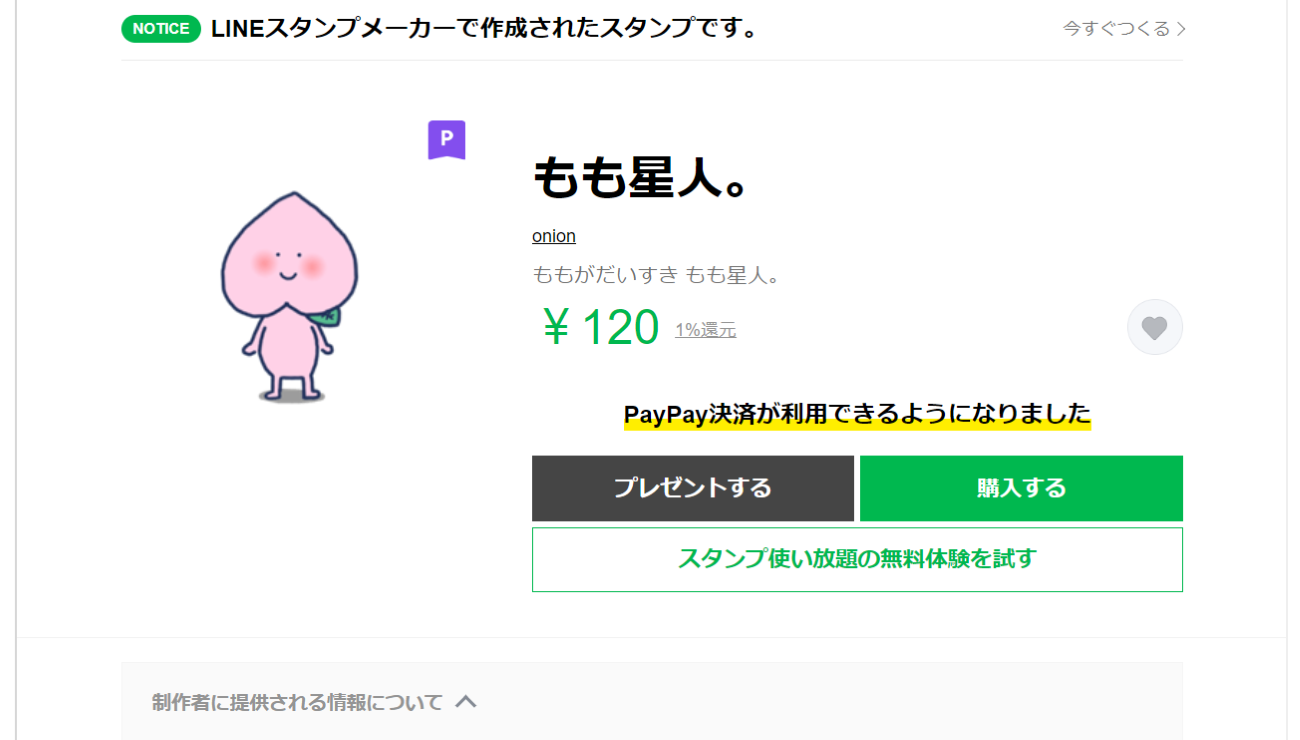 NOTICE LINEスタンプメーカーで作成されたスタンプです。 今すぐつくる
P
もも星人。
onion
ももがだいすき もも星人。
¥120 1%還元
PayPay決済が利用できるようになりました
プレゼントする 購入する
スタンプ使い放題の無料体験を試す
制作者に提供される情報について